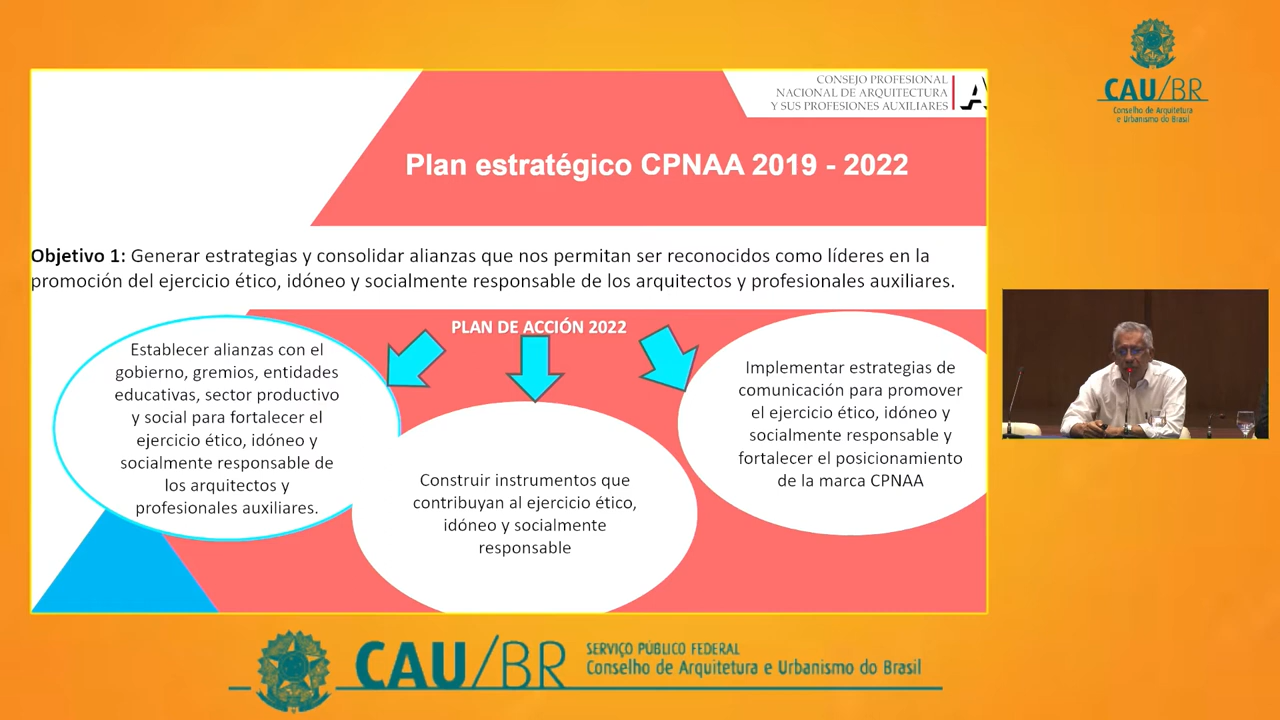 CONSEJO PROFESIONAL
NACIONAL DE ARQUITECTURA
Y SUS PROFESIONES AUXILIARES
Plan estratégico CPNAA 2019 - 2022
Objetivo 1: Generar estrategias y consolidar alianzas que nos permitan ser reconocidos como líderes en la
promoción del ejercicio ético, idóneo y socialmente responsable de los arquitectos y profesionales auxiliares.
PLAN DE ACCIÓN 2022
Establecer alianzas con el
gobierno, gremios, entidades
educativas, sector productivo
y social para fortalecer el
ejercicio ético, idóneo y
socialmente responsable de
los arquitectos y
profesionales auxiliares.
Construir instrumentos que
contribuyan al ejercicio ético,
idóneo y socialmente
responsable
Implementar estrategias de
comunicación para promover
el ejercicio ético, idóneo y
socialmente responsable y
fortalecer el posicionamiento
de la marca CPNAA
CAU/BR
Conselho de Arquitetura
e Urbanismo do Brasil
CAU/BR
SERVIÇO PÚBLICO FEDERAL
Conselho de Arquitetura e Urbanismo do Brasil